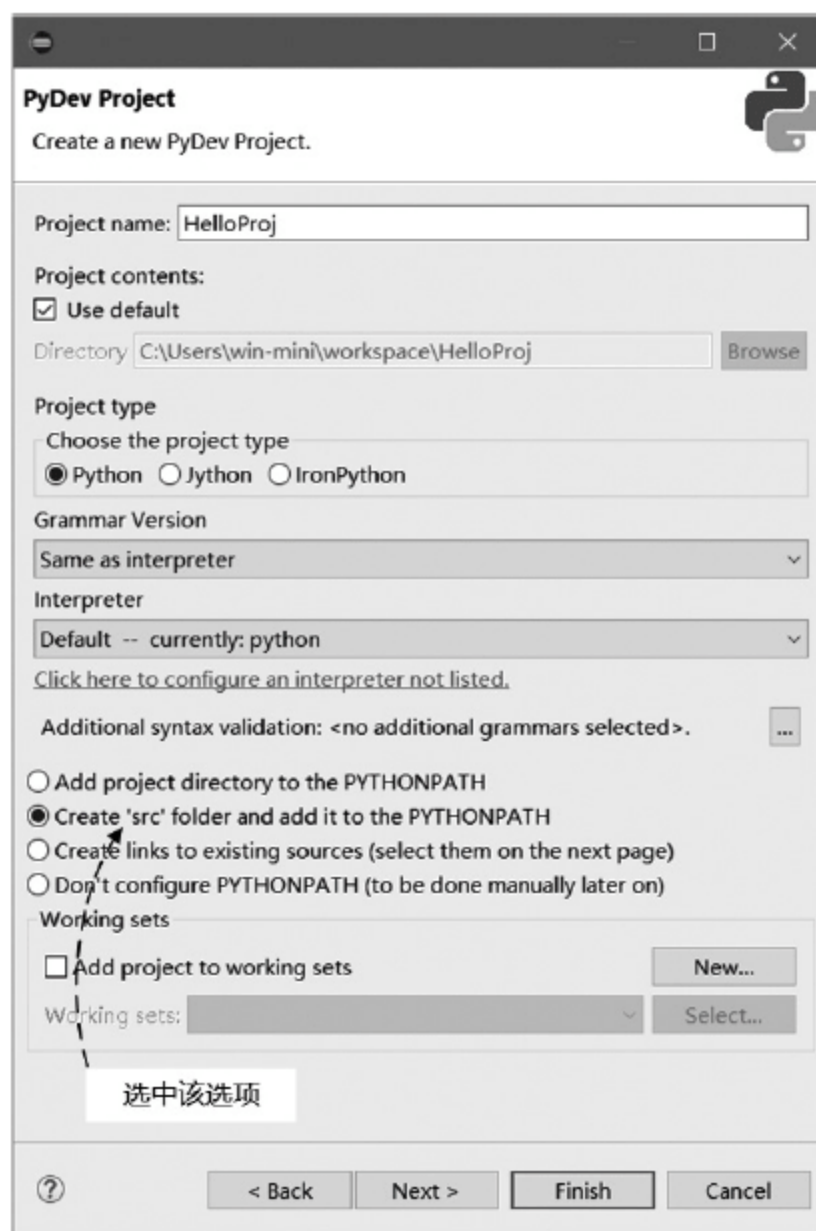 PyDev Project
Create a new PyDev Project.
Project name: HelloProj
Project contents:
Use default
Directory C:\Users\win-mini\workspace\HelloProj Browse
Project type
Choose the project type
Python Jython IronPython
Grammar Version
Same as interpreter
Interpreter
Default -- currently: python
Click here to configure an interpreter not listed.
Additional syntax validation: <no additional grammars selected>. ...
Add project directory to the PYTHONPATH
Create 'src' folder and add it to the PYTHONPATH
Create links to existing sources (select them on the next page)
Don't configure PYTHONPATH (to be done manually later on)
Working sets
Add project to working sets New...
Working sets: Select...
选中该选项
? < Back Next > Finish Cancel